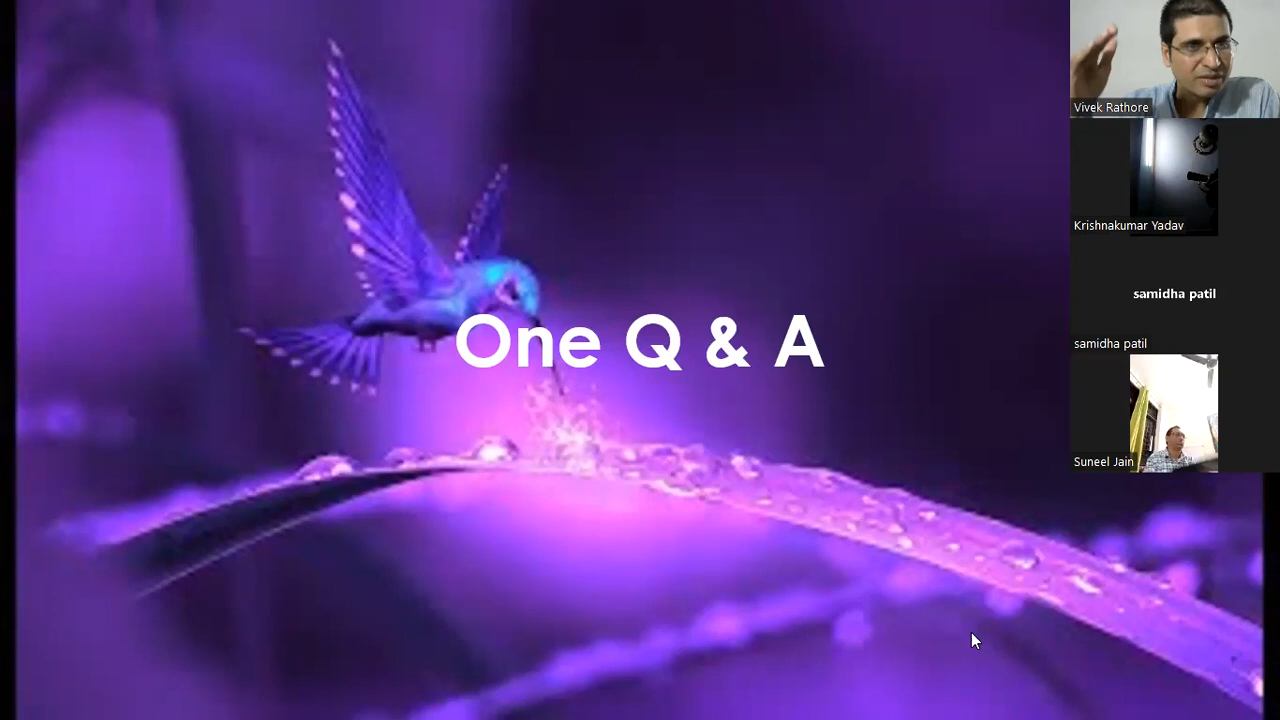 One Q & A
Vivek Rathore
Krishnakumar Yadav
samidha patil
samidha patil
Suneel Jain